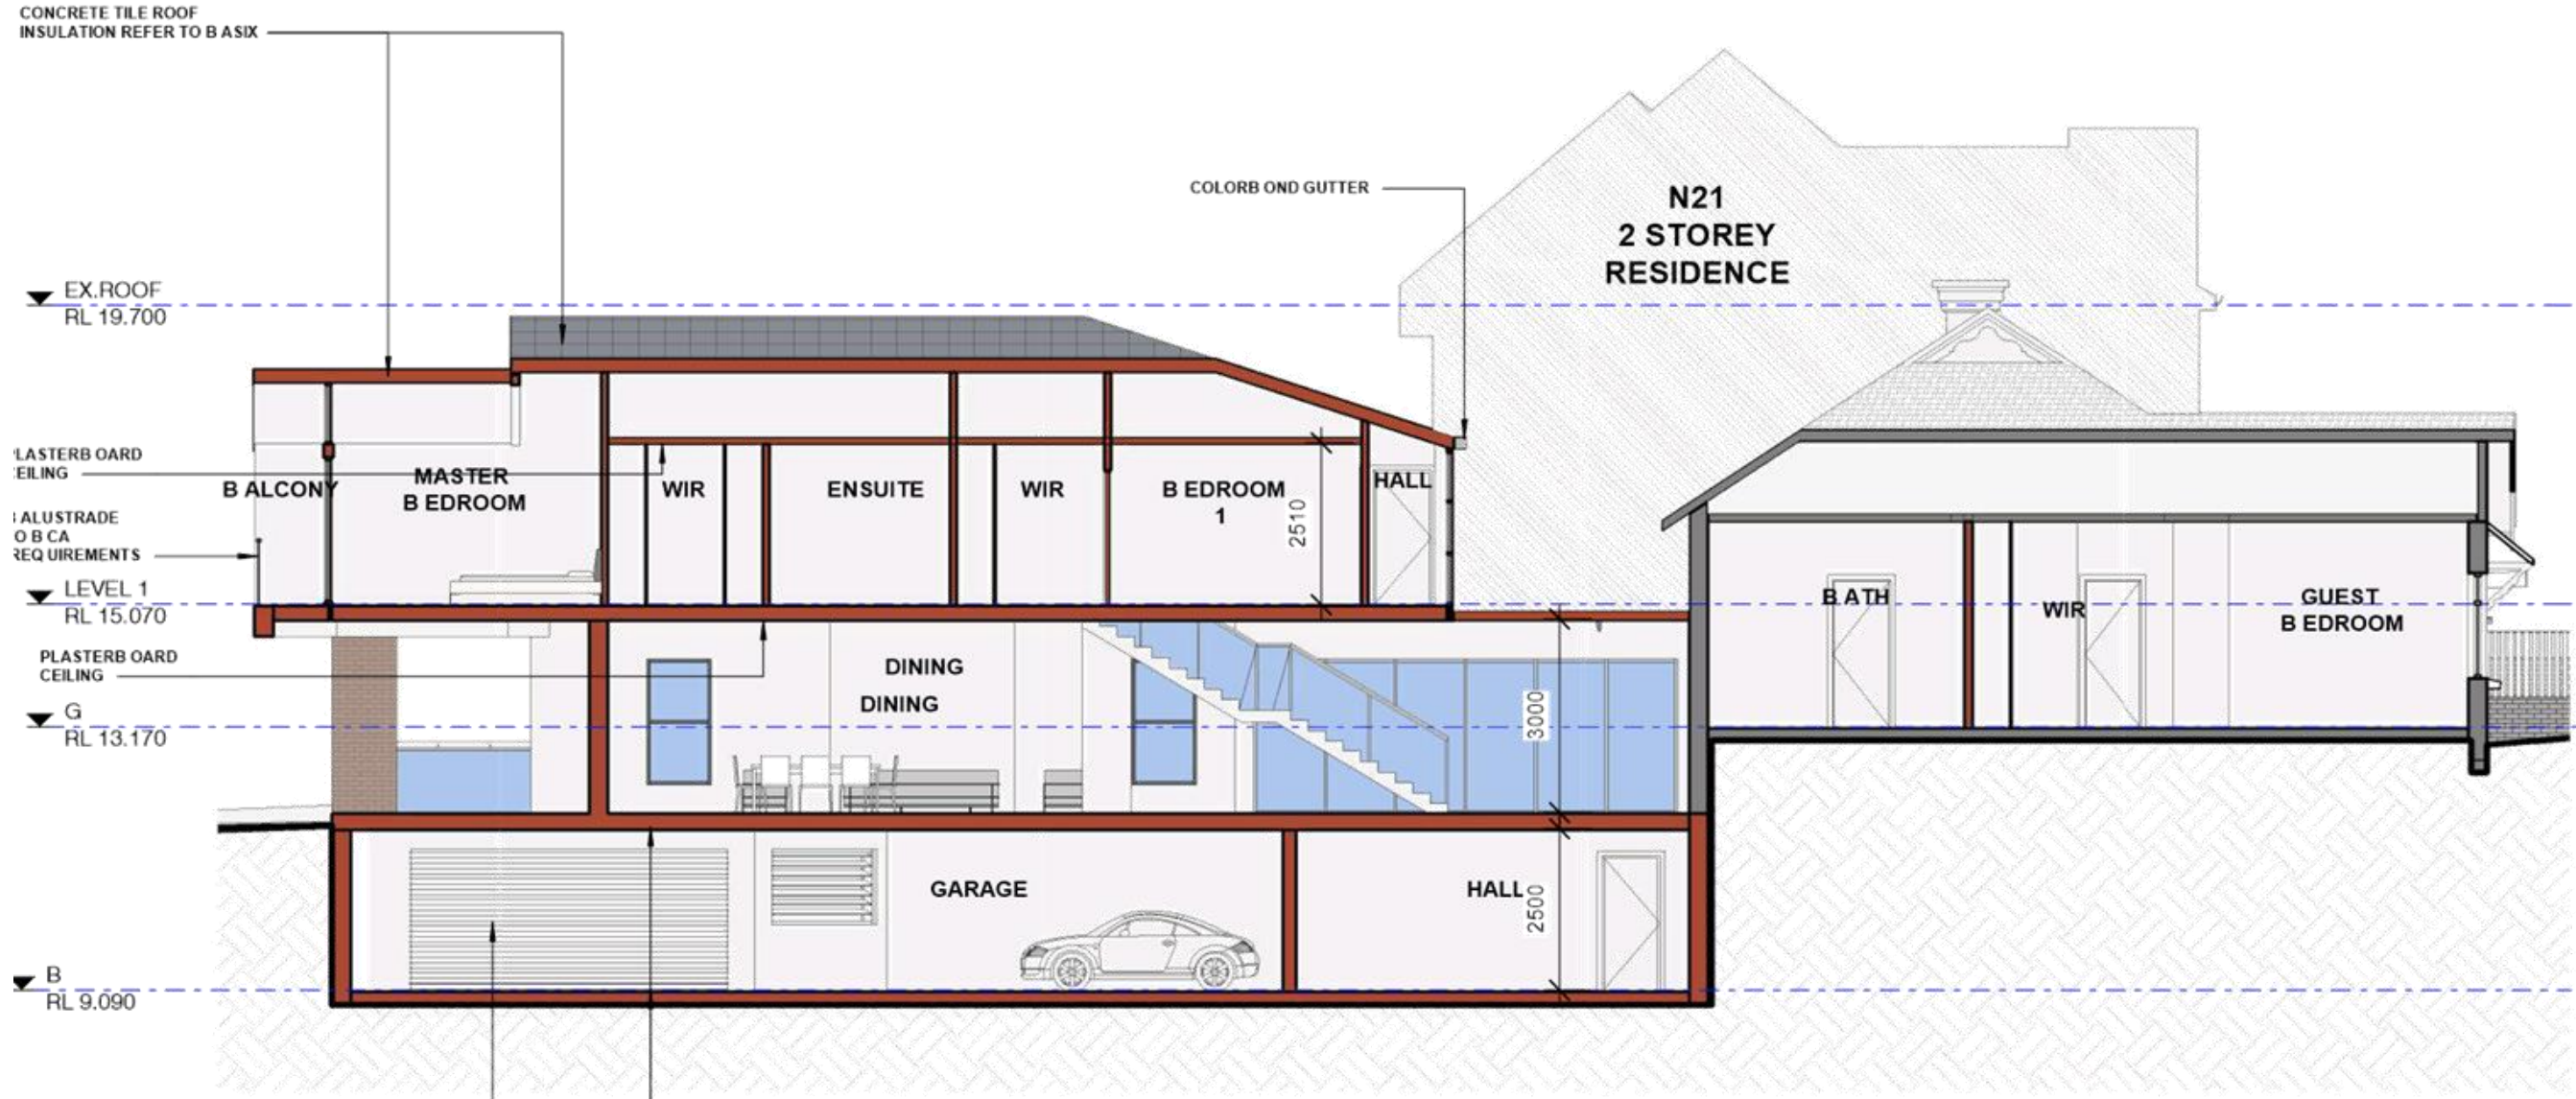 CONCRETE TILE ROOF
INSULATION REFER TO B ASIX
COLORB OND GUTTER
N21
2 STOREY
RESIDENCE
EX.ROOF
RL 19.700
LASTERB OARD
EILING
B ALCONY
MASTER
B EDROOM
WIR
ENSUITE
WIR
B EDROOM
1
2510
HALL
ALUSTRADE
O B CA
REQ UIREMENTS
LEVEL 1
RL 15.070
B ATH
WIR
GUEST
B EDROOM
PLASTERB OARD
CEILING
DINING
DINING
3000
G
RL 13.170
GARAGE
HALL
2500
B
RL 9.090